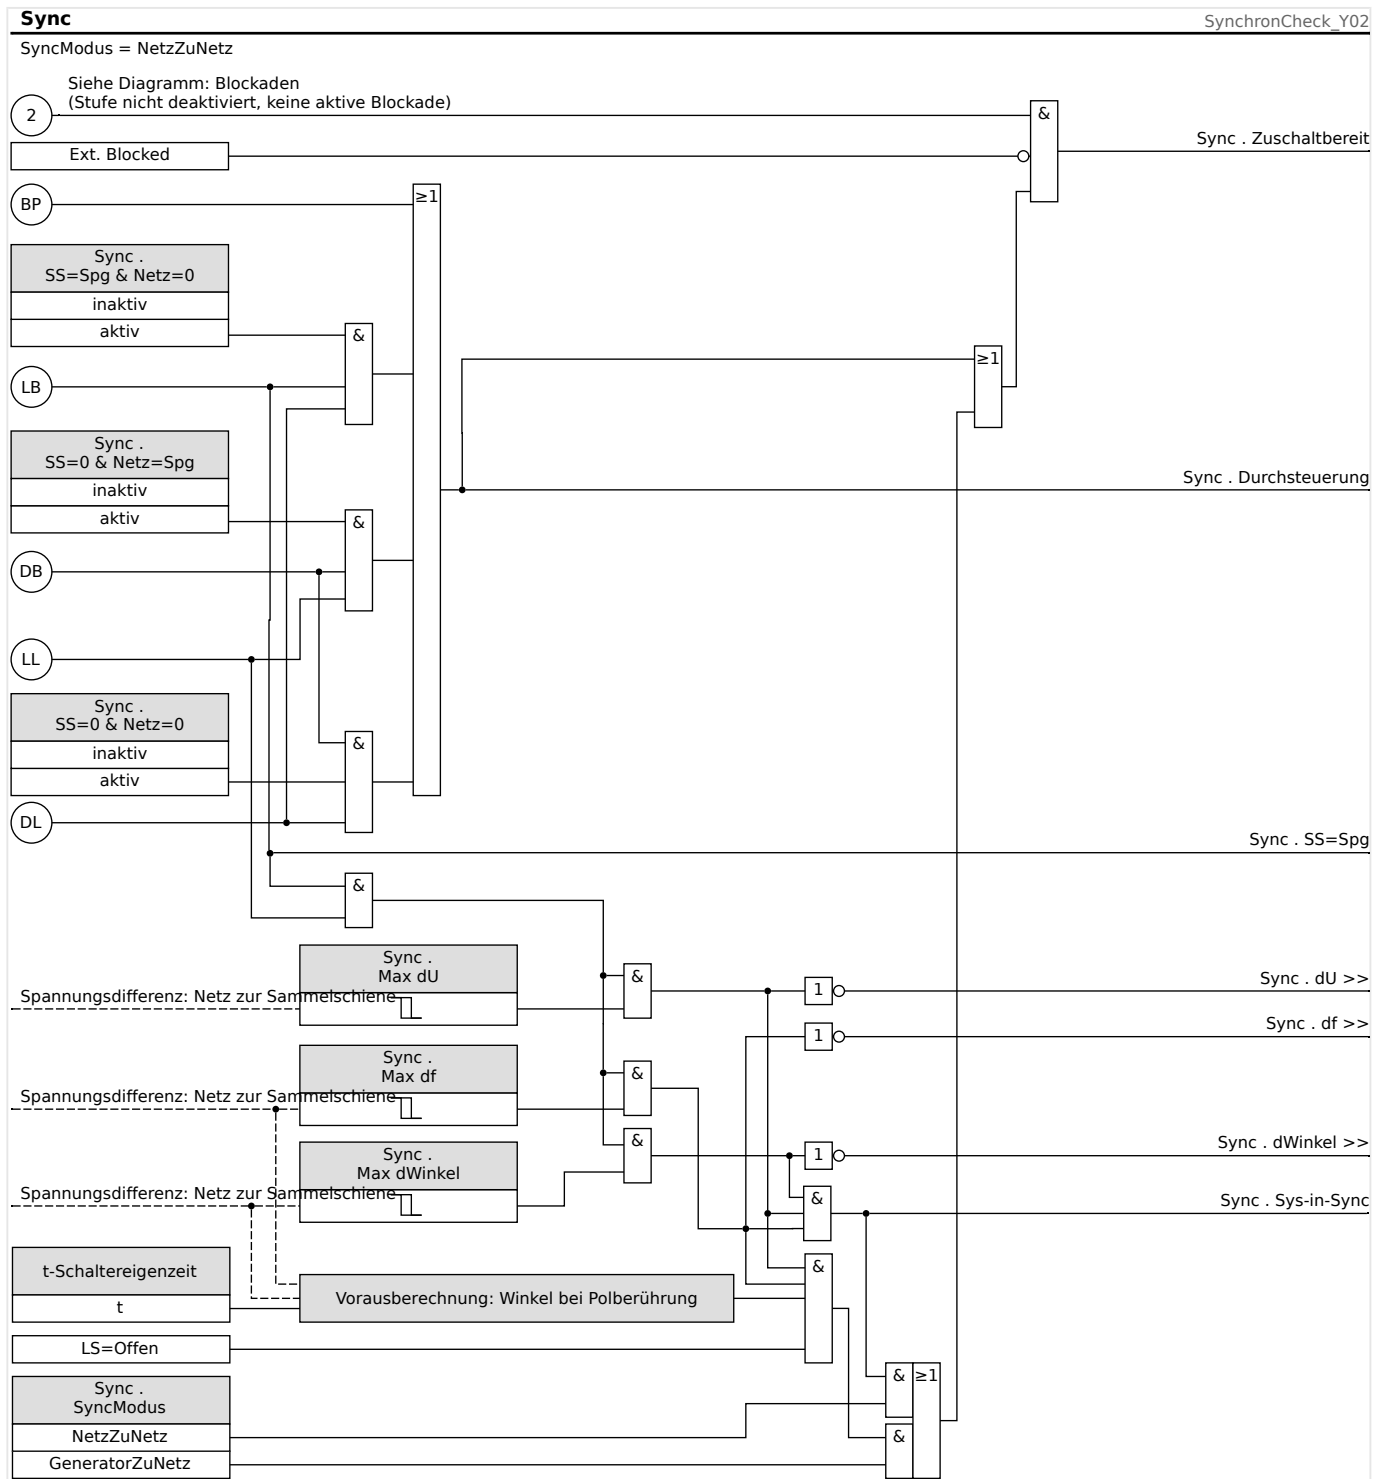 Sync
SynchronCheck_Y02
SyncModus = NetzZuNetz
Siehe Diagramm: Blockaden
(Stufe nicht deaktiviert, keine aktive Blockade)
2
&
Sync . Zuschaltbereit
Ext. Blocked
BP
≥1
Sync .
SS=Spg & Netz=0
inaktiv
aktiv
&
≥1
LB
Sync .
SS=0 & Netz=Spg
inaktiv
aktiv
&
Sync . Durchsteuerung
DB
LL
Sync .
SS=0 & Netz=0
inaktiv
aktiv
&
DL
Sync . SS=Spg
&
Sync .
Max dU
Spannungsdifferenz: Netz zur Sammelschiene
&
1
Sync . dU >>
1
Sync . df >>
Sync .
Max df
Spannungsdifferenz: Netz zur Sammelschiene
&
Sync .
Max dWinkel
Spannungsdifferenz: Netz zur Sammelschiene
&
1
Sync . dWinkel >>
&
Sync . Sys-in-Sync
t-Schaltereigenzeit
t
Vorausberechnung: Winkel bei Polberührung
&
LS=Offen
Sync .
SyncModus
NetzZuNetz
GeneratorZuNetz
&
≥1
&